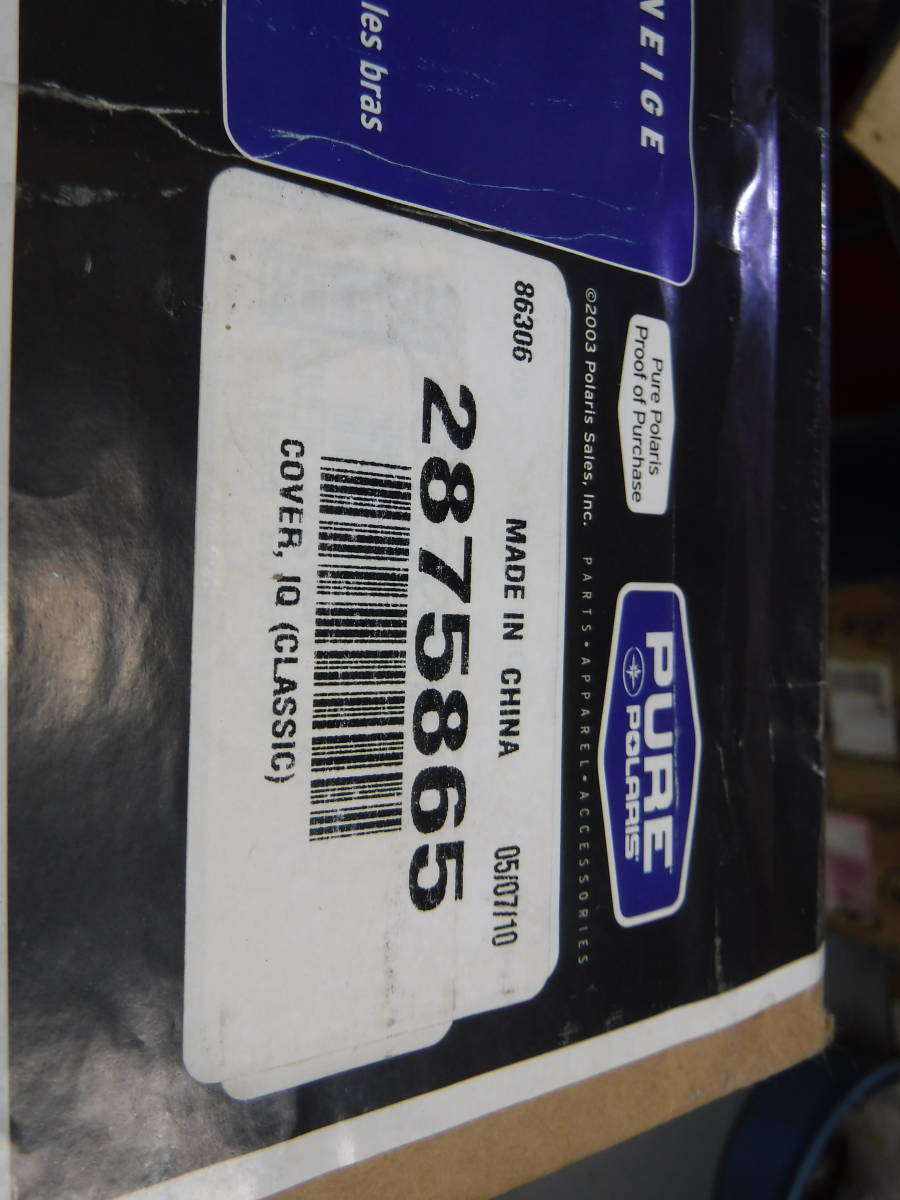 VEIGE
les bras
Pure Polaris
Proof of Purchase
PURE
POLARIS
©2003 Polaris Sales, Inc. PARTS • APPAREL • ACCESSORIES
86306 MADE IN CHINA 05/07/10
2875865
COVER, IQ (CLASSIC)